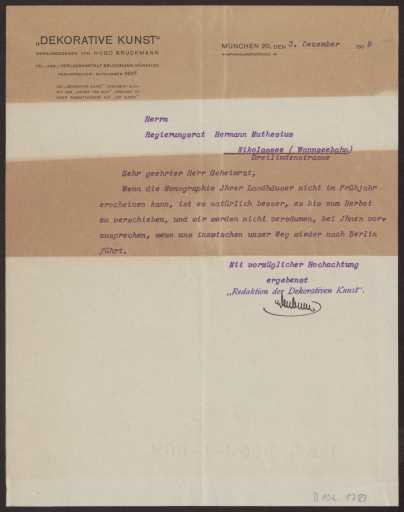 „DEKORATIVE KUNST“
HERAUSGEGEBEN VON HUGO BRUCKMANN
MÜNCHEN 20, DEN 3. Dezember 190
Herrn
Regierungsrat Hermann Muthesius
Nikolassee (Wannseebahn)
Dreilindenstrasse
Sehr geehrter Herr Geheimrat,
Wenn die Monographie Ihrer Landhäuser nicht im Frühjahr
erscheinen kann, ist es natürlich besser, es bis zum Herbst
zu verschieben, und wir werden nicht versäumen, bei Ihnen vor=
zusprechen, wenn uns inzwischen unser Weg wieder nach Berlin
führt.
Mit vorzüglicher Hochachtung
ergebenst
„Redaktion der Dekorativen Kunst“.